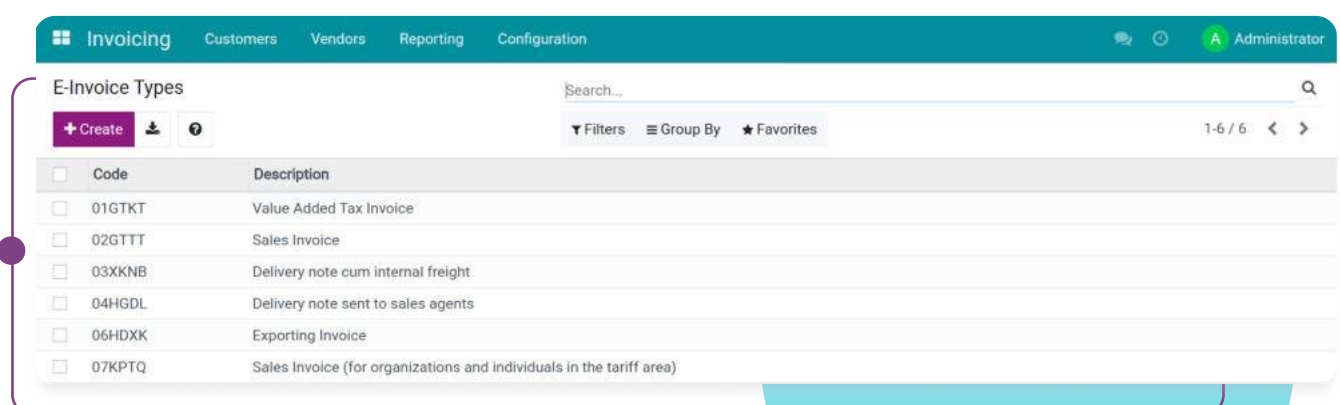 Invoicing Customers Vendors Reporting Configuration A Administrator
E-Invoice Types Search...
Create Filters Group By Favorites 1-6 / 6
Code Description
01GTKT Value Added Tax Invoice
02GTTT Sales Invoice
03XKNB Delivery note cum internal freight
04HGDL Delivery note sent to sales agents
06HDXK Exporting Invoice
07KPTQ Sales Invoice (for organizations and individuals in the tariff area)